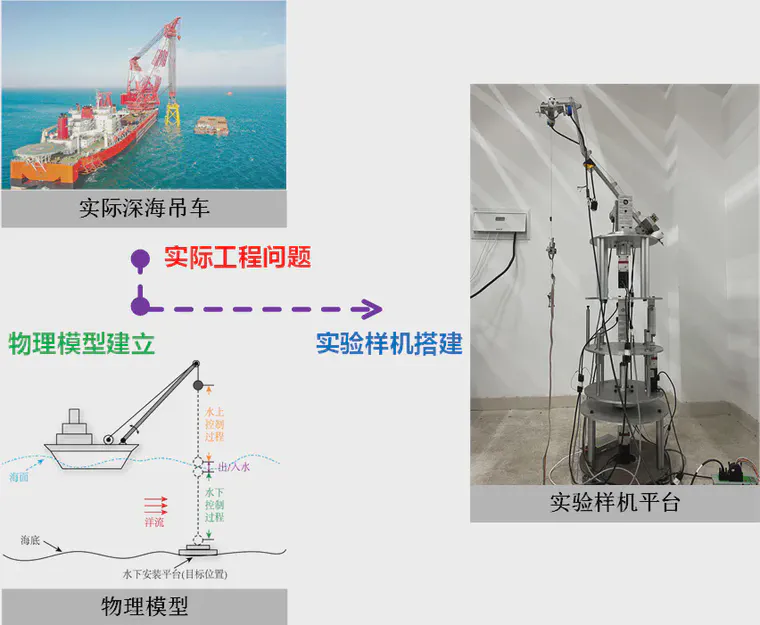 实际深海吊车
实际工程问题
物理模型建立
实验样机搭建
水上
控制
过程
出/入水
海面
水下
控制
过程
洋流
海底
水下安装平台(目标位置)
物理模型
实验样机平台